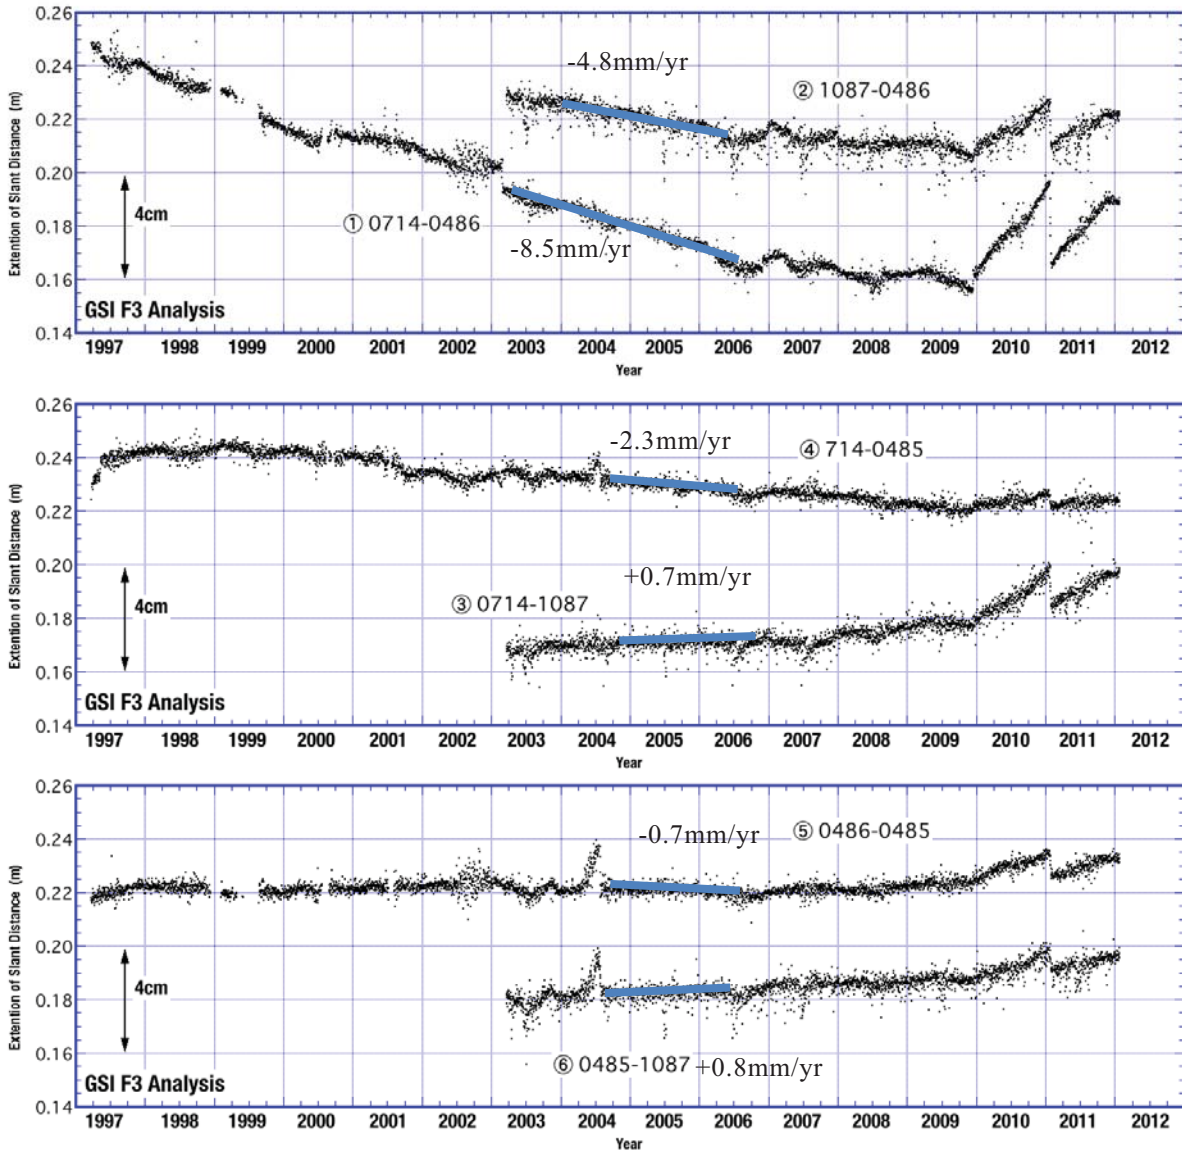 0.26
0.24
0.22
0.20
0.18
0.16
0.14
Extention of Slant Distance (m)
-4.8mm/yr
② 1087-0486
4cm
① 0714-0486
-8.5mm/yr
GSI F3 Analysis
1997 1998 1999 2000 2001 2002 2003 2004 2005 2006 2007 2008 2009 2010 2011 2012
Year
0.26
0.24
0.22
0.20
0.18
0.16
0.14
Extention of Slant Distance (m)
-2.3mm/yr
④ 714-0485
+0.7mm/yr
4cm
③ 0714-1087
GSI F3 Analysis
1997 1998 1999 2000 2001 2002 2003 2004 2005 2006 2007 2008 2009 2010 2011 2012
Year
0.26
0.24
0.22
0.20
0.18
0.16
0.14
Extention of Slant Distance (m)
-0.7mm/yr
⑤ 0486-0485
4cm
⑥ 0485-1087 +0.8mm/yr
GSI F3 Analysis
1997 1998 1999 2000 2001 2002 2003 2004 2005 2006 2007 2008 2009 2010 2011 2012
Year